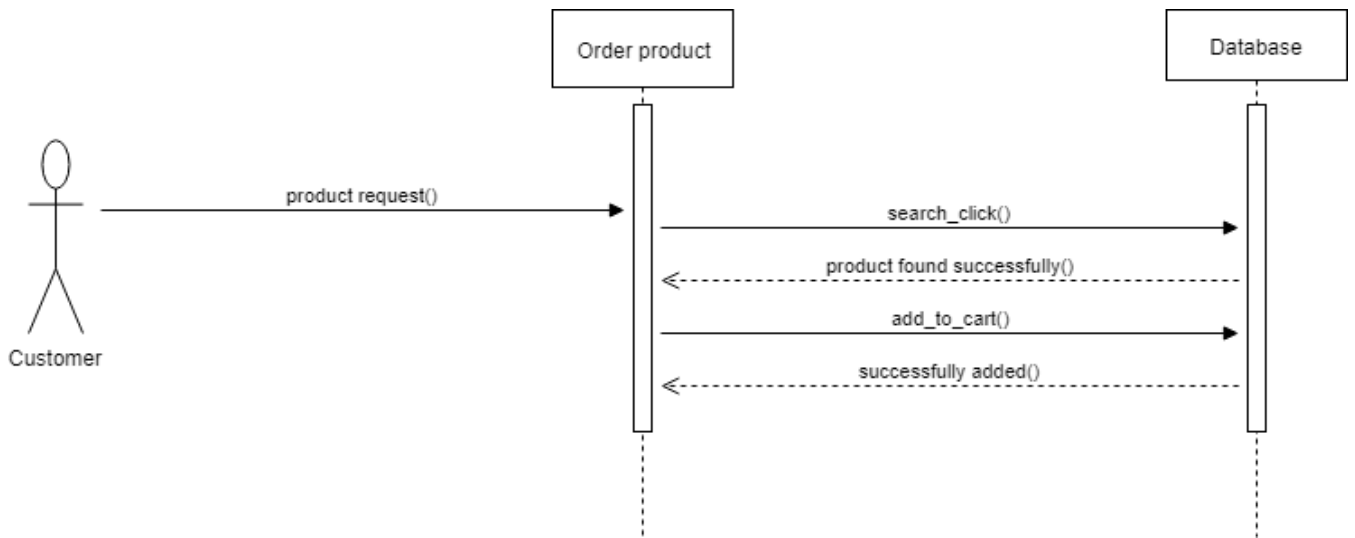 Order product
Database
product request()
search_click()
product found successfully()
add_to_cart()
Customer
successfully added()